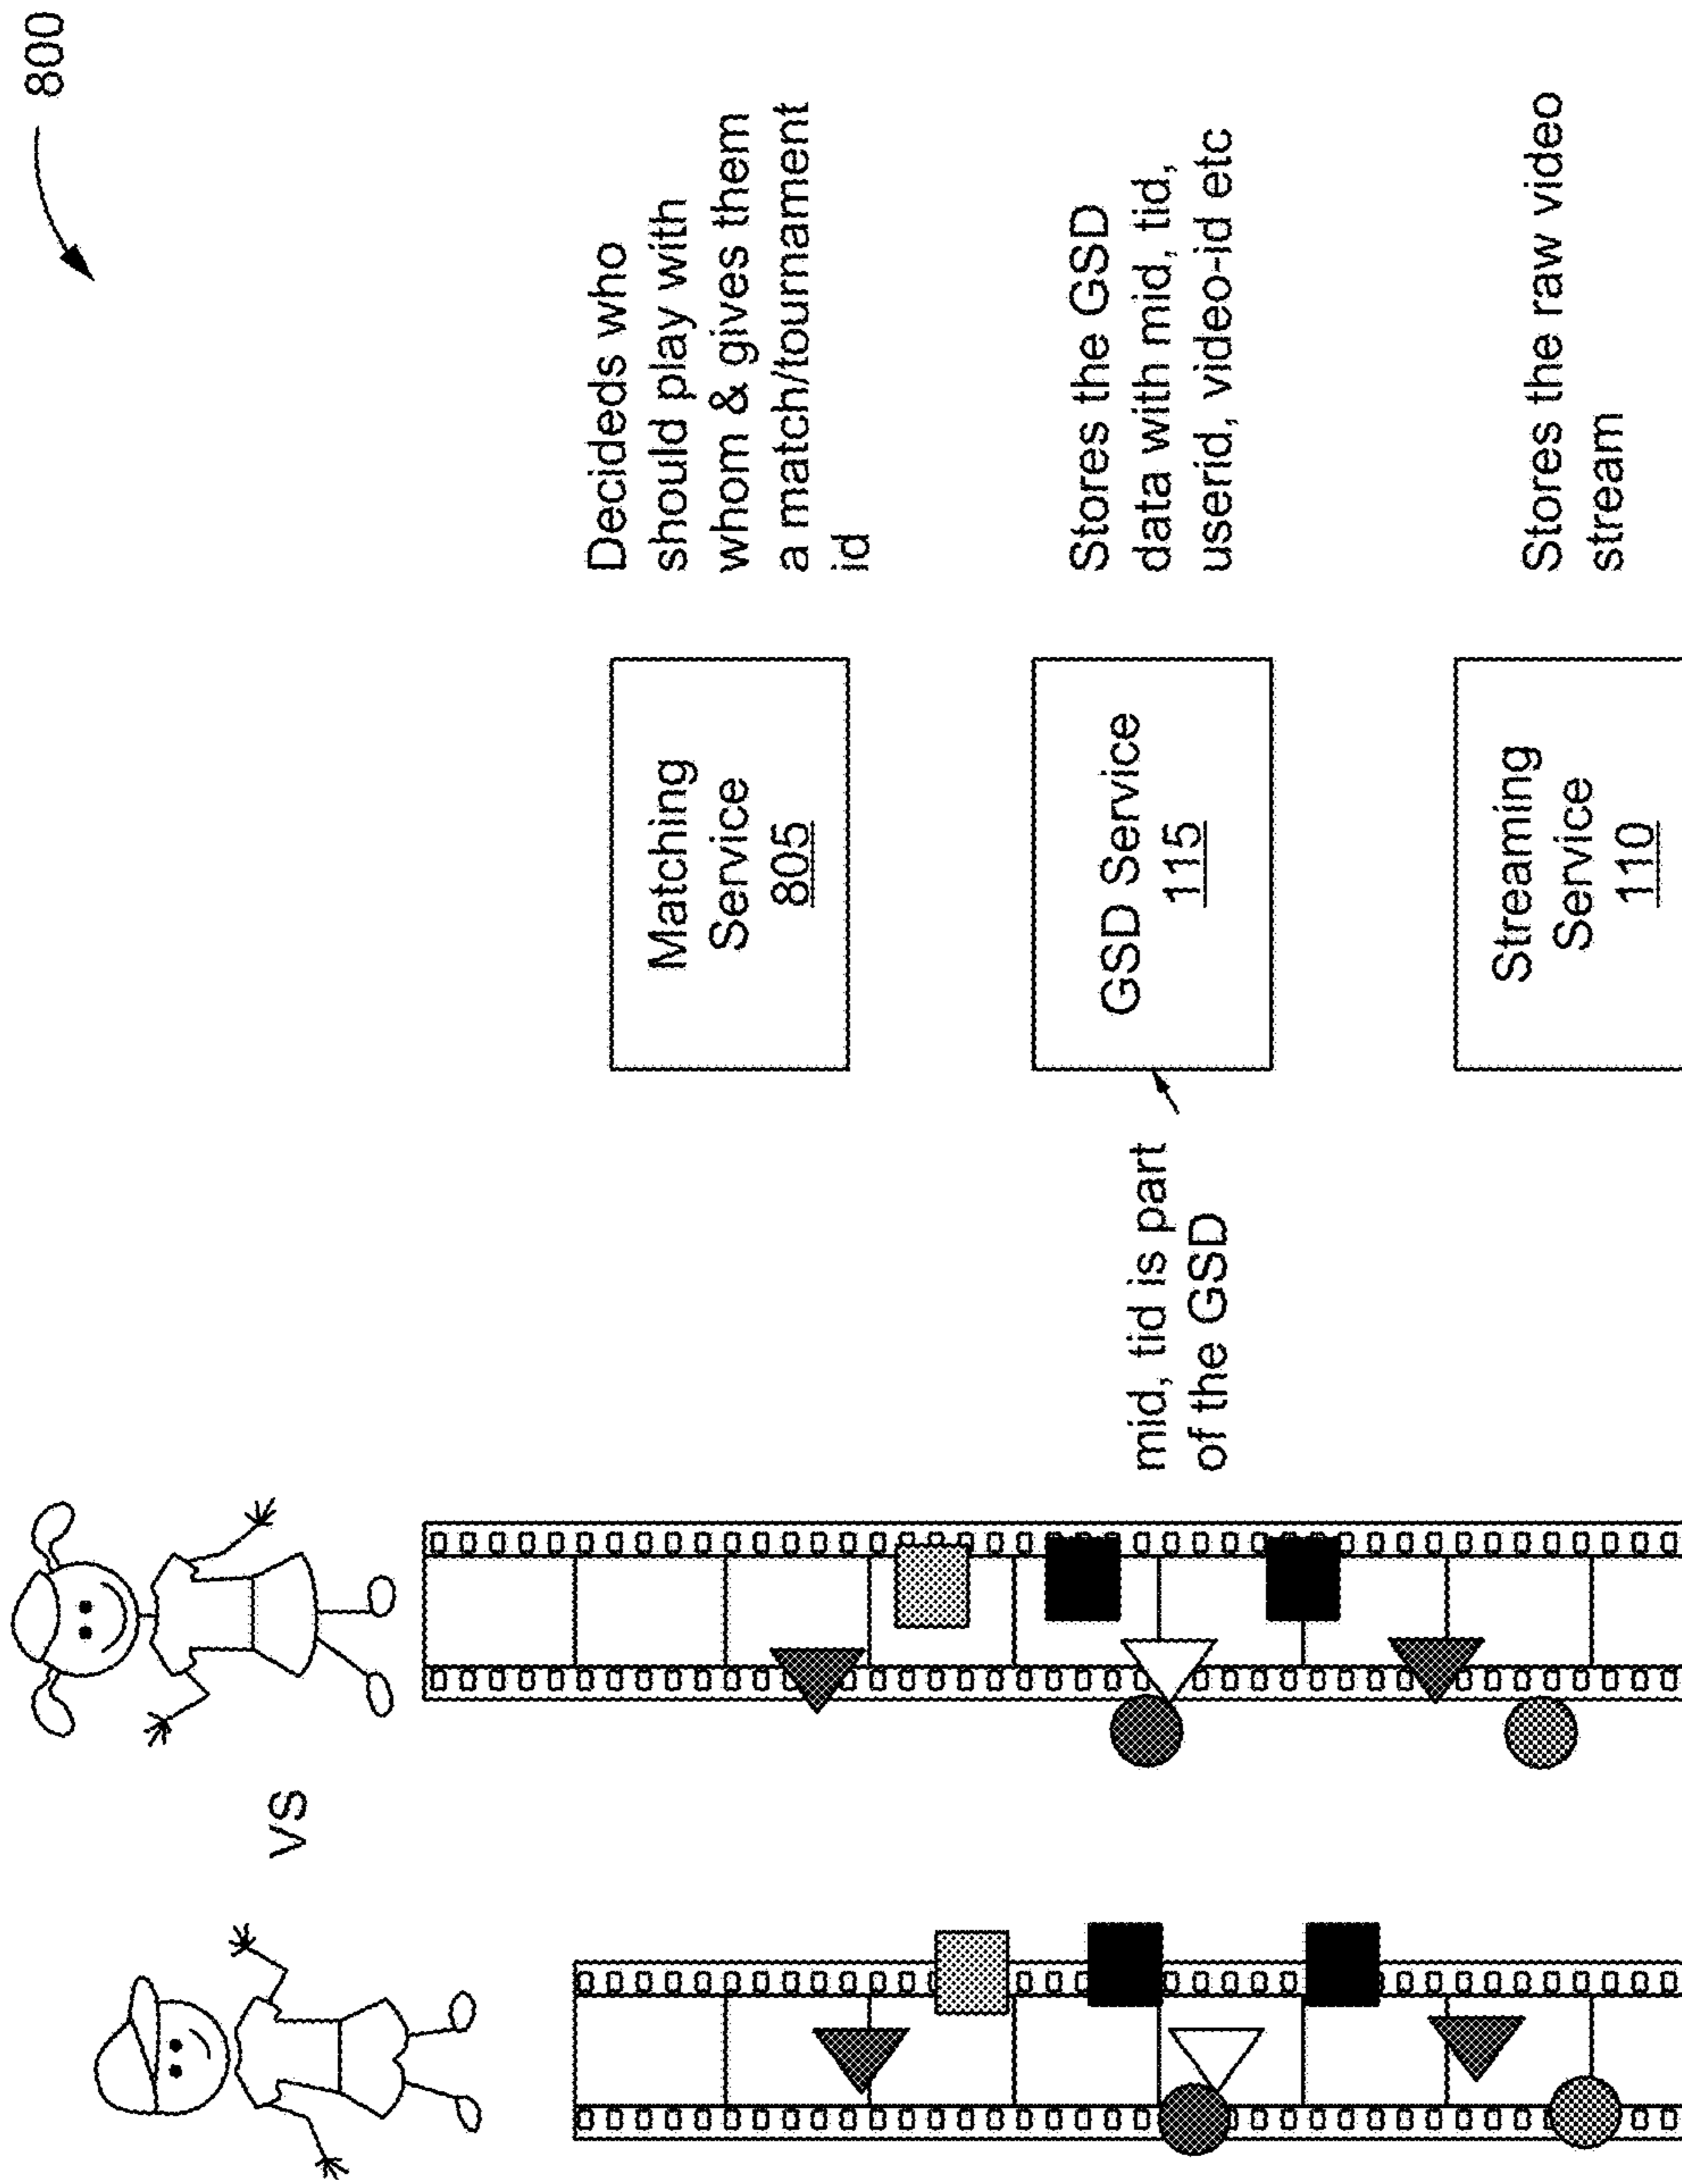 800
VS
Matching
Service
805
Decideds who
should play with
whom & gives them
a match/tournament
id
mid, tid is part
of the GSD
GSD Service
115
Stores the GSD
data with mid, tid,
userid, video-id etc
Streaming
Service
110
Stores the raw video
stream